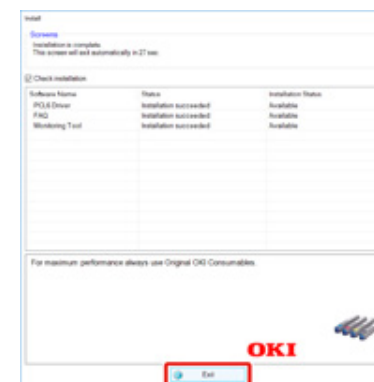 Install
Screens
Installation is complete.
This screen will exit automatically in 27 sec.
Check installation
Software Name Status Installation Status
PCL6 Driver Installation succeeded Available
FAQ Installation succeeded Available
Monitoring Tool Installation succeeded Available
For maximum performance always use Original OKI Consumables.
OKI
Exit